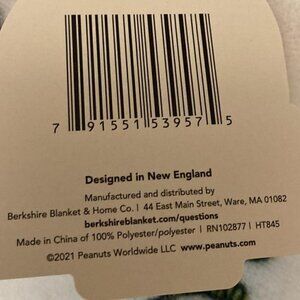 7 91551 53957 5
Designed in New England
Manufactured and distributed by
Berkshire Blanket & Home Co. | 44 East Main Street, Ware, MA 01082
berkshireblanket.com/questions
Made in China of 100% Polyester/polyester | RN102877 | HT845
©2021 Peanuts Worldwide LLC www.peanuts.com